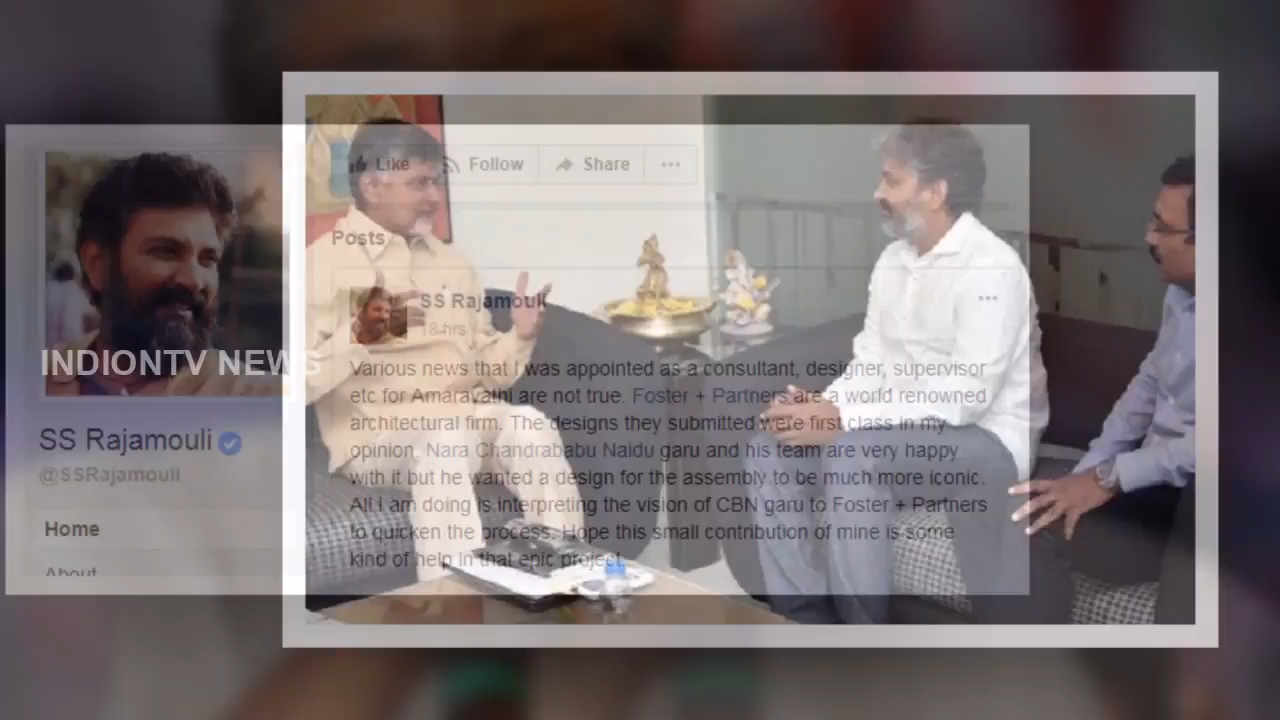 Like Follow Share
Posts
SS Rajamouli
18 hrs
Various news that I was appointed as a consultant, designer, supervisor
etc for Amaravathi are not true. Foster + Partners are a world renowned
architectural firm. The designs they submitted were first class in my
opinion. Nara Chandrababu Naidu garu and his team are very happy
with it but he wanted a design for the assembly to be much more iconic.
All I am doing is interpreting the vision of CBN garu to Foster + Partners
to quicken the process. Hope this small contribution of mine is some
kind of help in that epic project.
INDIONTV NEWS
SS Rajamouli
@SSRajamouli
Home
About